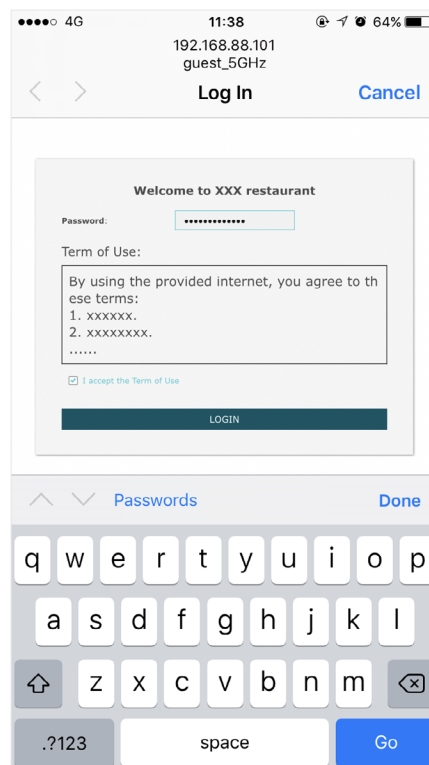 4G 11:38 64%
192.168.88.101
guest_5GHz
Log In Cancel
Welcome to XXX restaurant
Password: •••••••••••••
Term of Use:
By using the provided internet, you agree to th
ese terms:
1. xxxxxx.
2. xxxxxxxx.
......
I accept the Term of Use
LOGIN
Passwords Done
q w e r t y u i o p
a s d f g h j k l
z x c v b n m
.?123 space Go